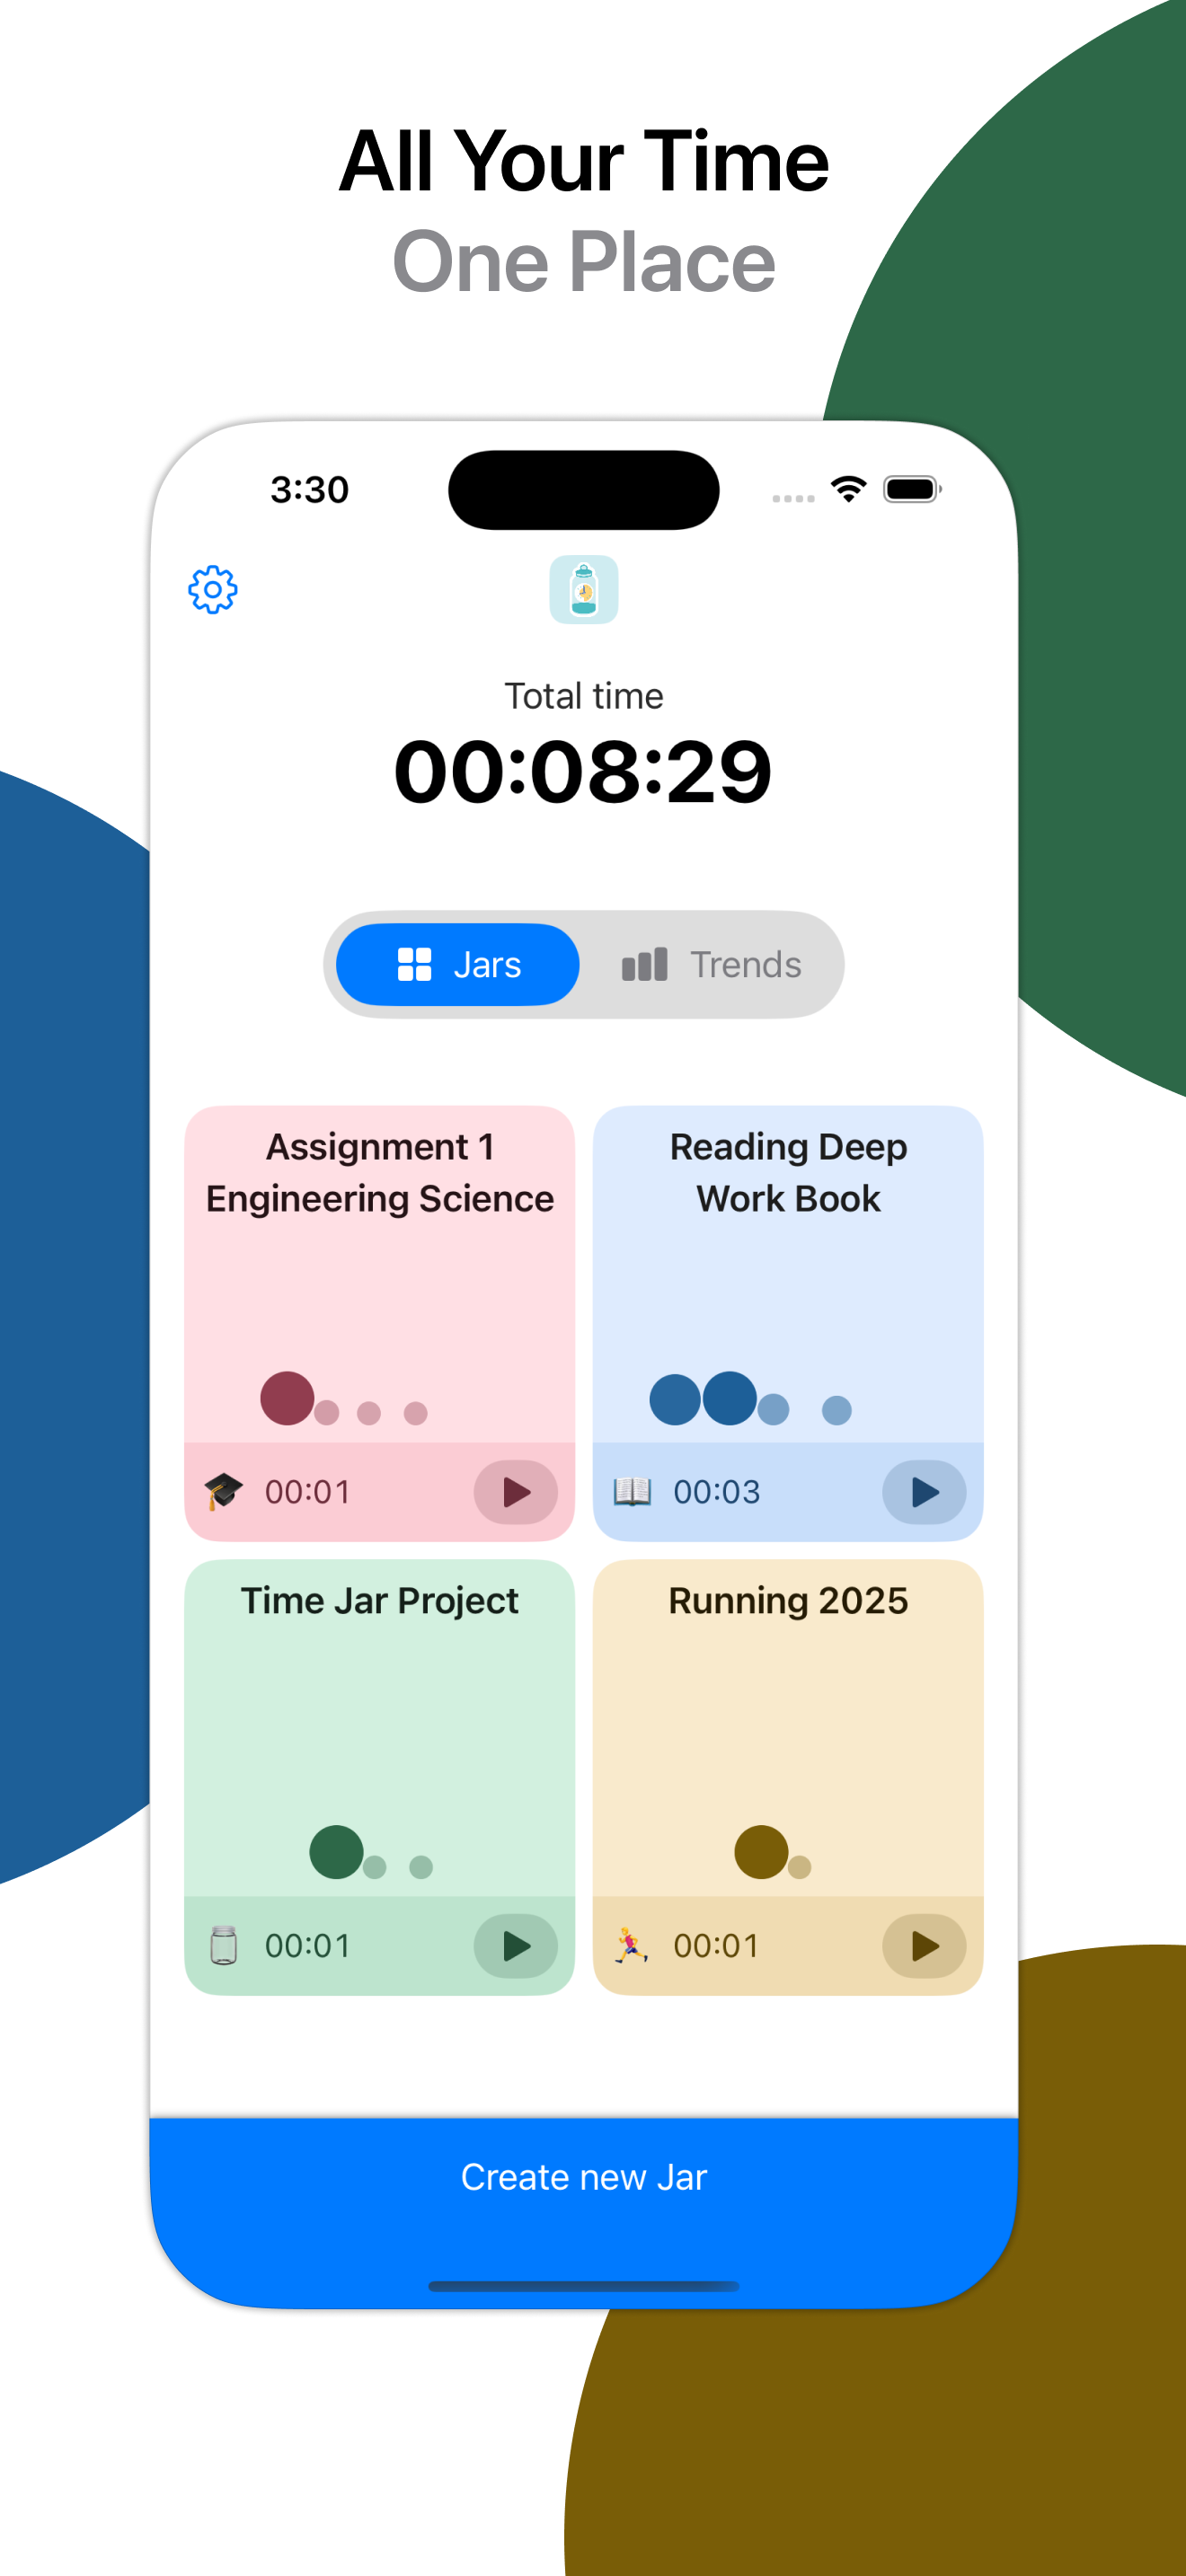 All Your Time
One Place
3:30
Total time
00:08:29
Jars
Trends
Assignment 1
Engineering Science
Reading Deep
Work Book
00:01
00:03
Time Jar Project
Running 2025
00:01
00:01
Create new Jar